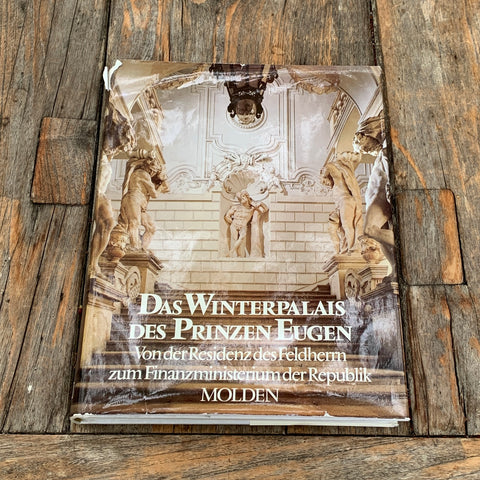 DAS WINTERPALAIS
DES PRINZEN EUGEN
Von der Residenz des Feldherrn
zum Finanzministerium der Republik
MOLDEN